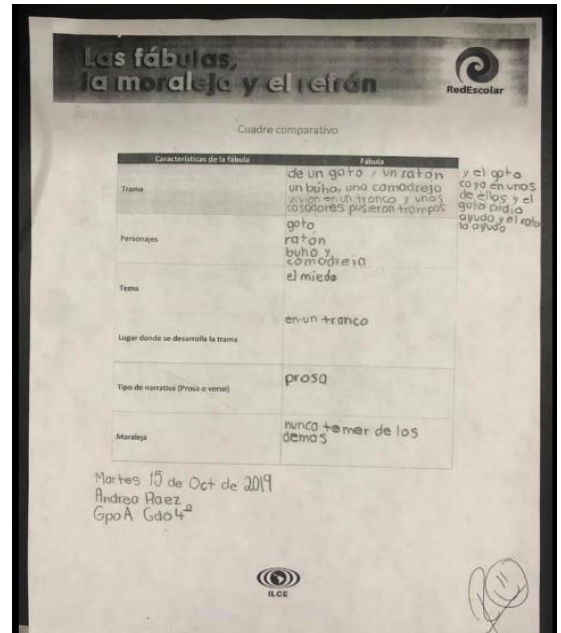 Las fábulas,
la moraleja y el refrán
RedEscolar
Cuadre comparativo
Características de la fábula
Fábula
Trama
de un gato y un raton
un buho, una comadreja
vivian en un tronco y unos
casadores pusieron trampas
y el gato
cayo en unos
de ellos y el
gato pidio
ayuda y el rato
lo ayudo
Personajes
gato,
raton
buho y
comadreja
Tema
el miedo
Lugar donde se desarrolla la trama
en un tronco
Tipo de narrativa (Prosa o verso)
prosa
Moraleja
nunca temer de los
demas
Martes 15 de Oct de 2019
Andrea Paez
GpoA Gdo4º
ILCE